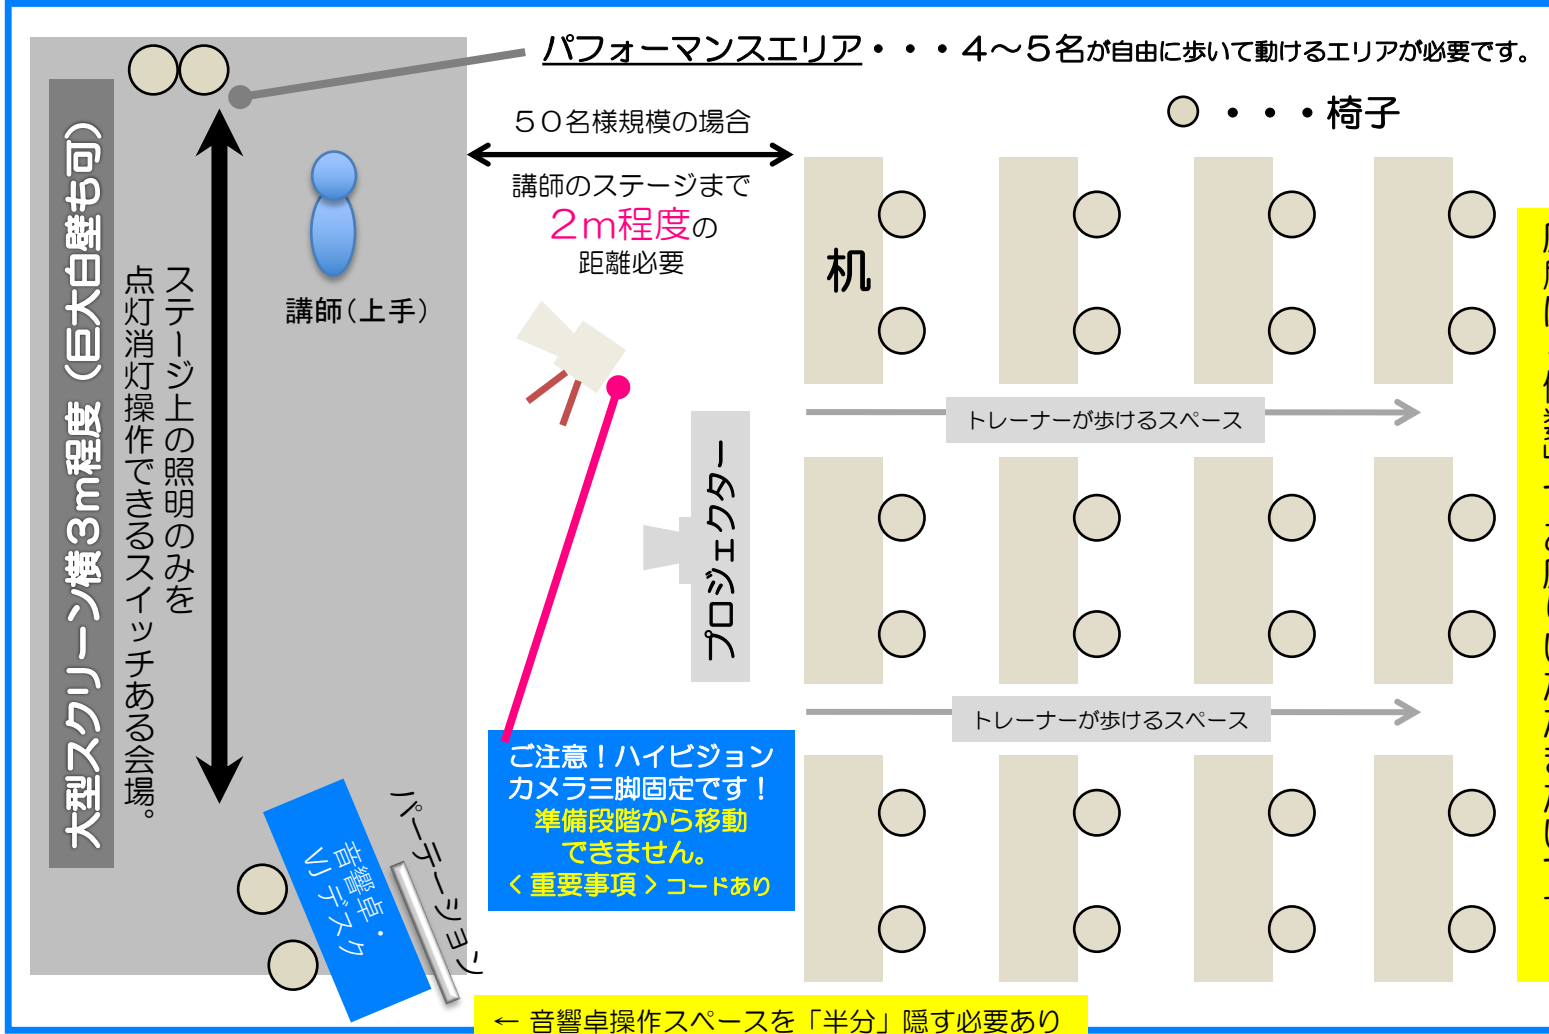 パフォーマンスエリア・・・４～５名が自由に歩いて動けるエリアが必要です。
・・・椅子
５０名様規模の場合
講師のステージまで
２ｍ程度の
距離必要
大型スクリーン横３ｍ程度（巨大白壁も可）
ステージ上の照明のみを
点灯消灯操作できるスイッチある会場。
講師（上手）
机
トレーナーが歩けるスペース
プロジェクター
トレーナーが歩けるスペース
ご注意！ハイビジョン
カメラ三脚固定です！
準備段階から移動
できません。
＜重要事項＞コードあり
音響卓・
VJデスク
パーテーション
← 音響卓操作スペースを「半分」隠す必要あり